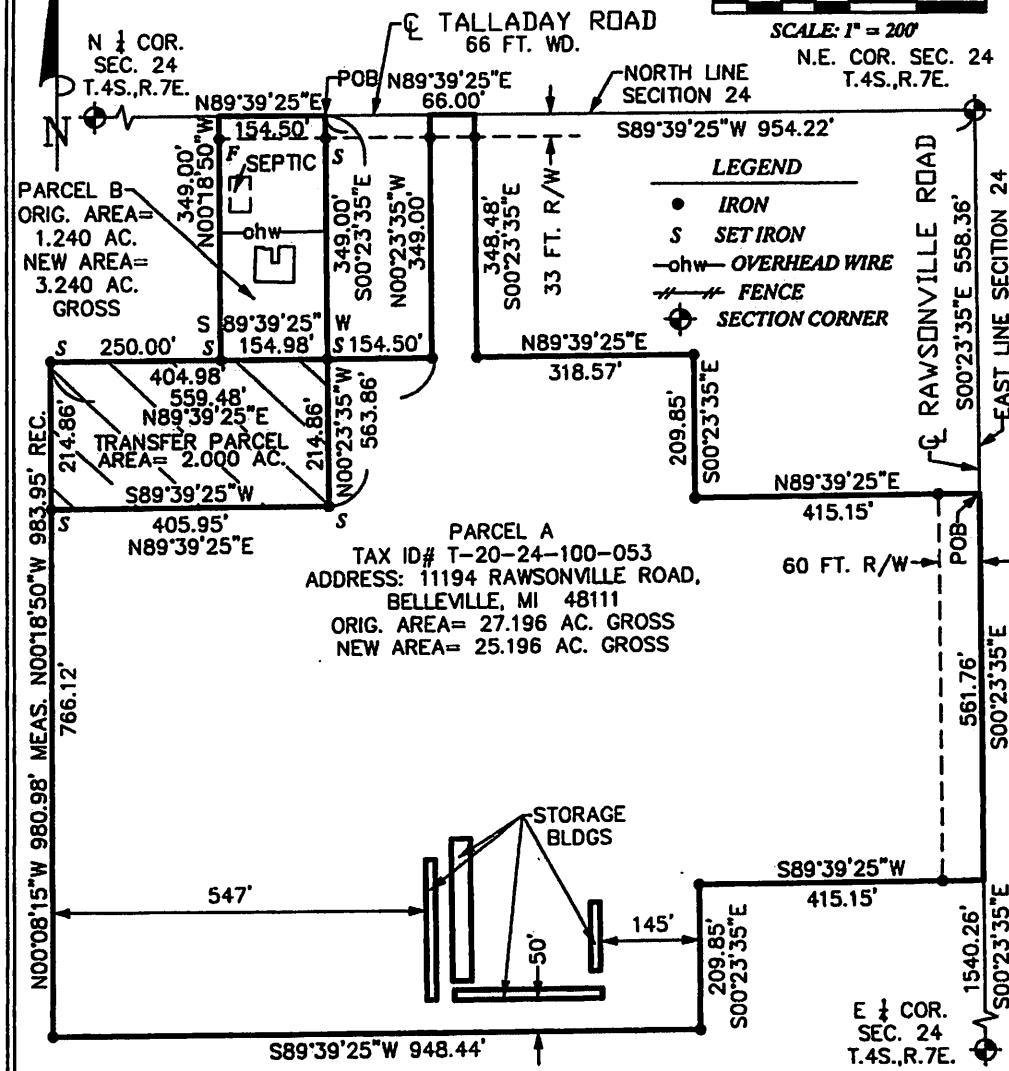 SCALE: 1" = 200'
℄ TALLADAY ROAD
66 FT. WD.
N ¼ COR.
SEC. 24
T.4S.,R.7E.
N.E. COR. SEC. 24
T.4S.,R.7E.
POB
N89°39'25"E
66.00'
NORTH LINE
SECITION 24
N89°39'25"E
154.50'
S89°39'25"W 954.22'
N
F
SEPTIC
S
349.00'
N00°18'50"W
349.00'
S00°23'35"E
N00°23'35"W
349.00'
348.48'
S00°23'35"E
33 FT. R/W
LEGEND
IRON
S SET IRON
ohw OVERHEAD WIRE
FENCE
SECTION CORNER
PARCEL B
ORIG. AREA=
1.240 AC.
NEW AREA=
3.240 AC.
GROSS
ohw
℄ RAWSONVILLE ROAD
S00°23'35"E 558.36'
EAST LINE SECTION 24
S 89°39'25" W
S 250.00' S 154.98' S 154.50'
N89°39'25"E
318.57'
404.98'
559.48'
N89°39'25"E
214.86'
TRANSFER PARCEL
AREA= 2.000 AC.
214.86'
N00°23'35"W
563.86'
209.85'
S00°23'35"E
S89°39'25"W
S
405.95'
S
N89°39'25"E
N89°39'25"E
415.15'
POB
60 FT. R/W
PARCEL A
TAX ID# T-20-24-100-053
ADDRESS: 11194 RAWSONVILLE ROAD,
BELLEVILLE, MI 48111
ORIG. AREA= 27.196 AC. GROSS
NEW AREA= 25.196 AC. GROSS
N00°08'15"W 980.98' MEAS. N00°18'50"W 983.95' REC.
766.12'
561.76'
S00°23'35"E
STORAGE
BLDGS
547'
145'
50'
S89°39'25"W
415.15'
209.85'
S00°23'35"E
1540.26'
S00°23'35"E
S89°39'25"W 948.44'
E ¼ COR.
SEC. 24
T.4S.,R.7E.